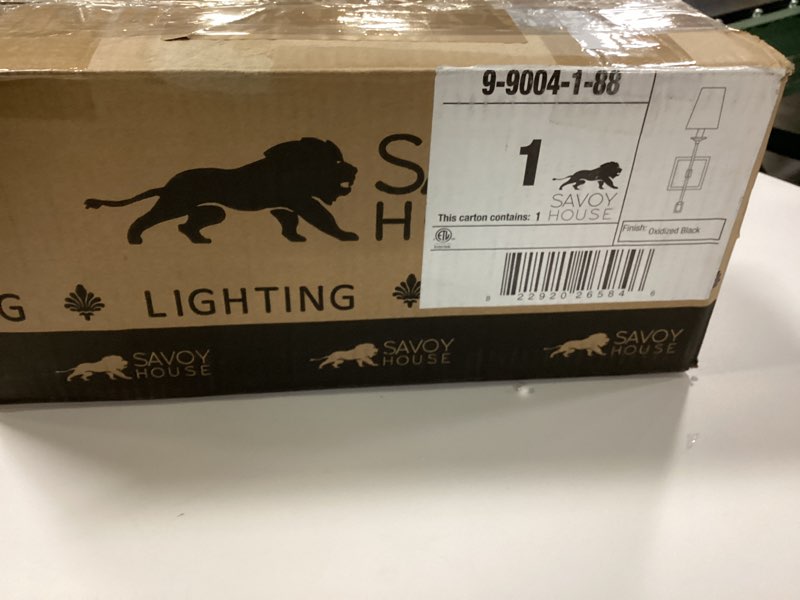 9-9004-1-88
1
SAVOY
HOUSE
This carton contains: 1
Finish: Oxidized Black
ETL
8 22920 26584 6
S
H
G LIGHTING
SAVOY
HOUSE
SAVOY
HOUSE
SAVOY
HOUSE